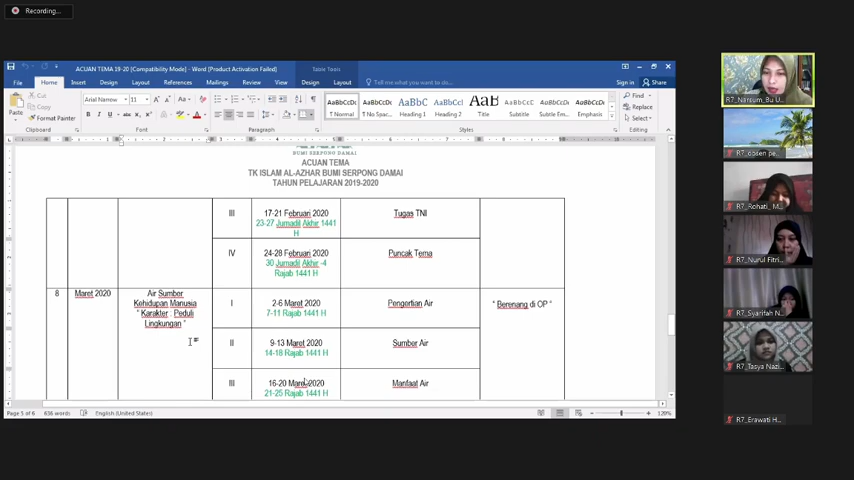 Recording...
ACUAN TEMA 19-20 [Compatibility Mode] - Word (Product Activation Failed)
Table Tools
File Home Insert Design Layout References Mailings Review View Design Layout Tell me what you want to do... Sign in Share
Paste
Cut
Copy
Format Painter
Arial Narrow 11
AaBbCcDc AaBbCcDc AaBbC AaBbCcl AaB AaBbCcD AaBbCcDc AaBbCcDc
¶ Normal ¶ No Spac... Heading 1 Heading 7 Title Subtitle Subtle Em... Emphasis
Find
Replace
Select
Clipboard Font Paragraph Styles Editing
BUMI SERPONG DAMAI
ACUAN TEMA
TK ISLAM AL-AZHAR BUMI SERPONG DAMAI
TAHUN PELAJARAN 2019-2020
III 17-21 Februari 2020 Tugas TNI
23-27 Jumadil Akhir 1441
H
IV 24-28 Februari 2020 Puncak Tema
30 Jumadil Akhir -4
Rajab 1441 H
8 Maret 2020 Air Sumber
Kehidupan Manusia
" Karakter : Peduli
Lingkungan "
I 2-6 Maret 2020 Pengertian Air " Berenang di OP "
7-11 Rajab 1441 H
II 9-13 Maret 2020 Sumber Air
14-18 Rajab 1441 H
III 16-20 Maret 2020 Manfaat Air
21-25 Rajab 1441 H
Page 5 of 6 636 words English (United States) 120%
R7_Narsum_Bu U...
R7_Rohati_ M...
R7_Nurul Fitri...
R7_Syarifah N...
R7_Tasya Nazi...
R7_Erawati H...